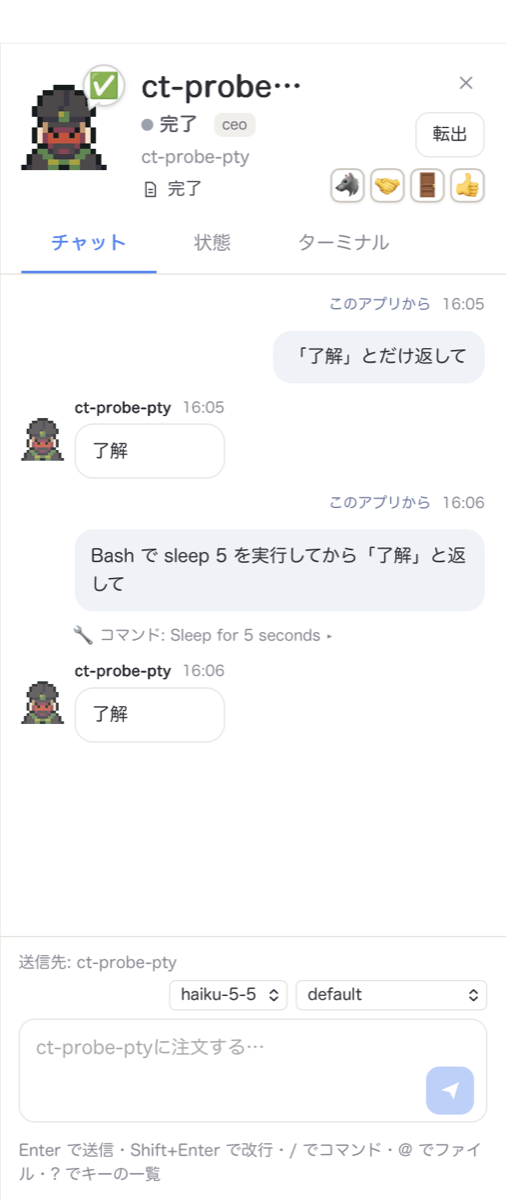 ct-probe…
完了 ceo
転出
ct-probe-pty
完了
チャット 状態 ターミナル
このアプリから 16:05
「了解」とだけ返して
ct-probe-pty 16:05
了解
このアプリから 16:06
Bash で sleep 5 を実行してから「了解」と返
して
コマンド: Sleep for 5 seconds ▸
ct-probe-pty 16:06
了解
送信先: ct-probe-pty
haiku-5-5 default
ct-probe-ptyに注文する…
Enter で送信・Shift+Enter で改行・/ でコマンド・@ でファイ
ル・? でキーの一覧